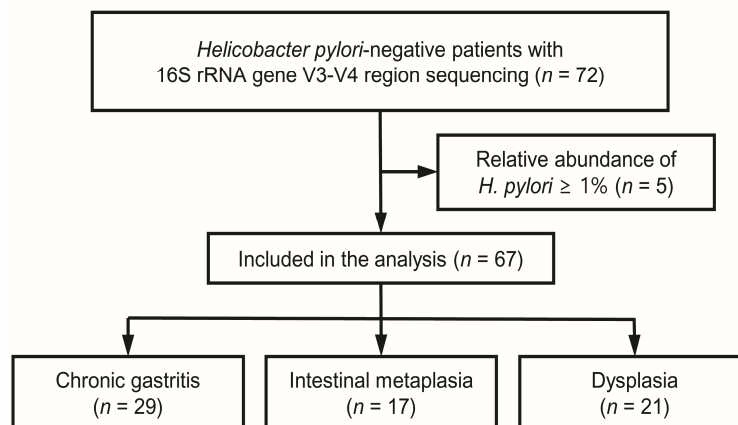 Helicobacter pylori-negative patients with
16S rRNA gene V3-V4 region sequencing (n = 72)
Relative abundance of
H. pylori ≥ 1% (n = 5)
Included in the analysis (n = 67)
Chronic gastritis
(n = 29)
Intestinal metaplasia
(n = 17)
Dysplasia
(n = 21)